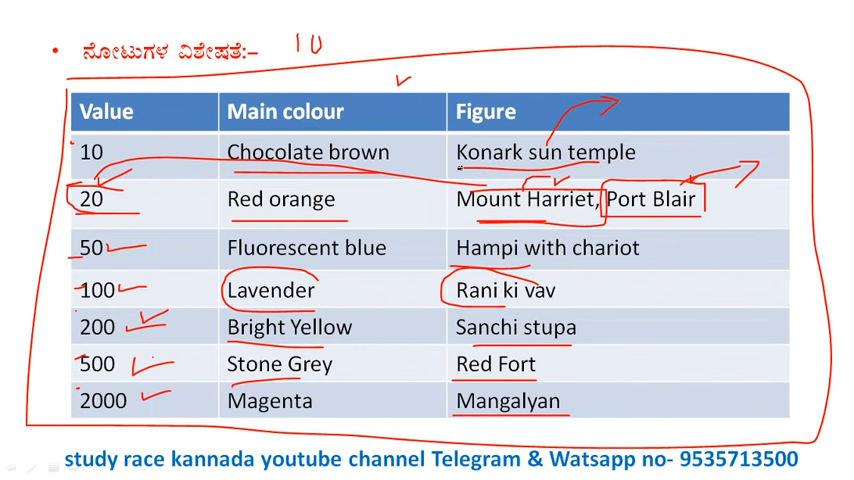 • ನೋಟುಗಳ ವಿಶೇಷತೆ:– 10
Value Main colour Figure
10 Chocolate brown Konark sun temple
20 Red orange Mount Harriet, Port Blair
50 Fluorescent blue Hampi with chariot
100 Lavender Rani ki vav
200 Bright Yellow Sanchi stupa
500 Stone Grey Red Fort
2000 Magenta Mangalyan
study race kannada youtube channel Telegram & Watsapp no- 9535713500